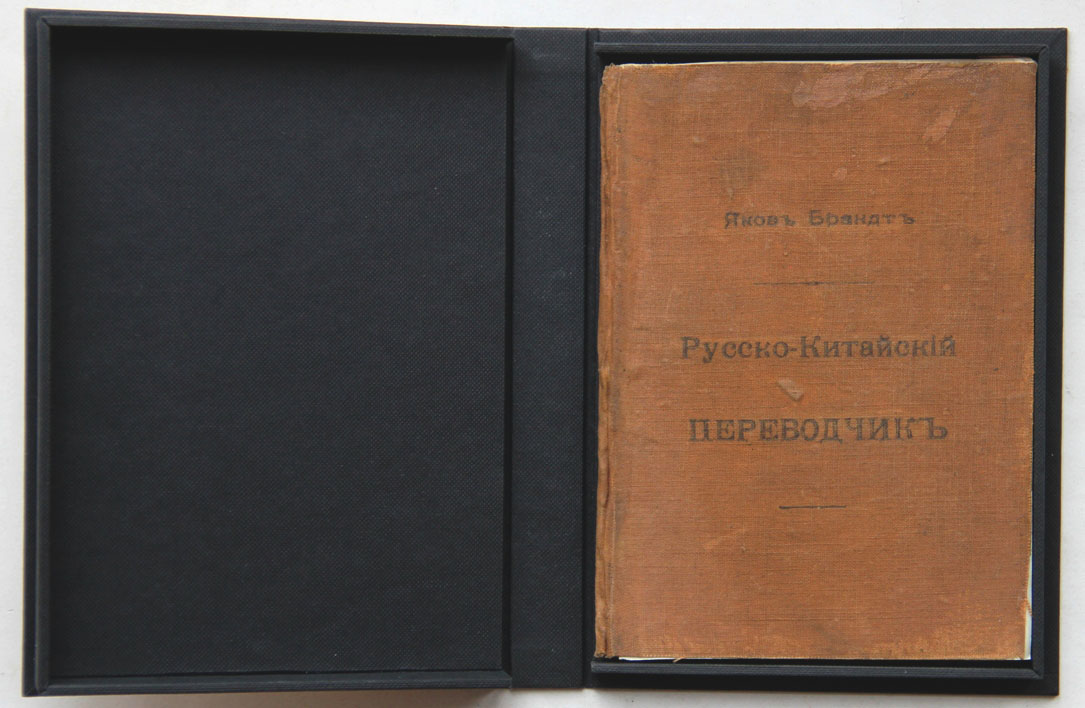 Яковъ Брандтъ
Русско-Китайскій
ПЕРЕВОДЧИКЪ